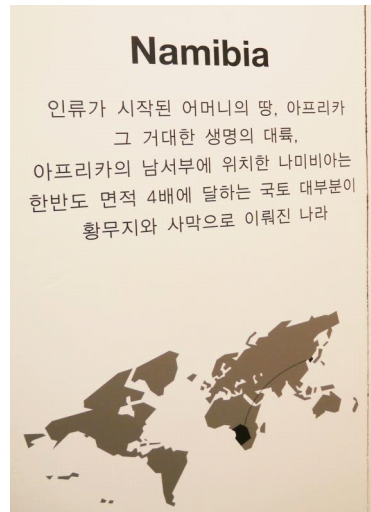 Namibia
인류가 시작된 어머니의 땅, 아프리카
그 거대한 생명의 대륙,
아프리카의 남서부에 위치한 나미비아는
한반도 면적 4배에 달하는 국토 대부분이
황무지와 사막으로 이뤄진 나라